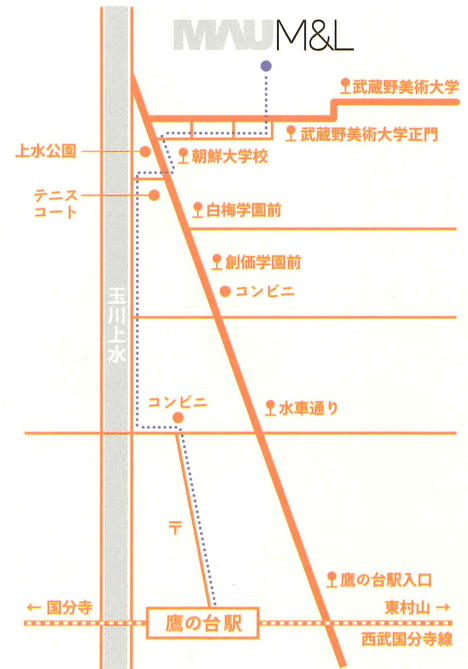 MAU M&L
武蔵野美術大学
武蔵野美術大学正門
上水公園
朝鮮大学校
テニス
コート
白梅学園前
創価学園前
コンビニ
玉川上水
コンビニ
水車通り
〒
鷹の台駅入口
← 国分寺
鷹の台駅
東村山 →
西武国分寺線